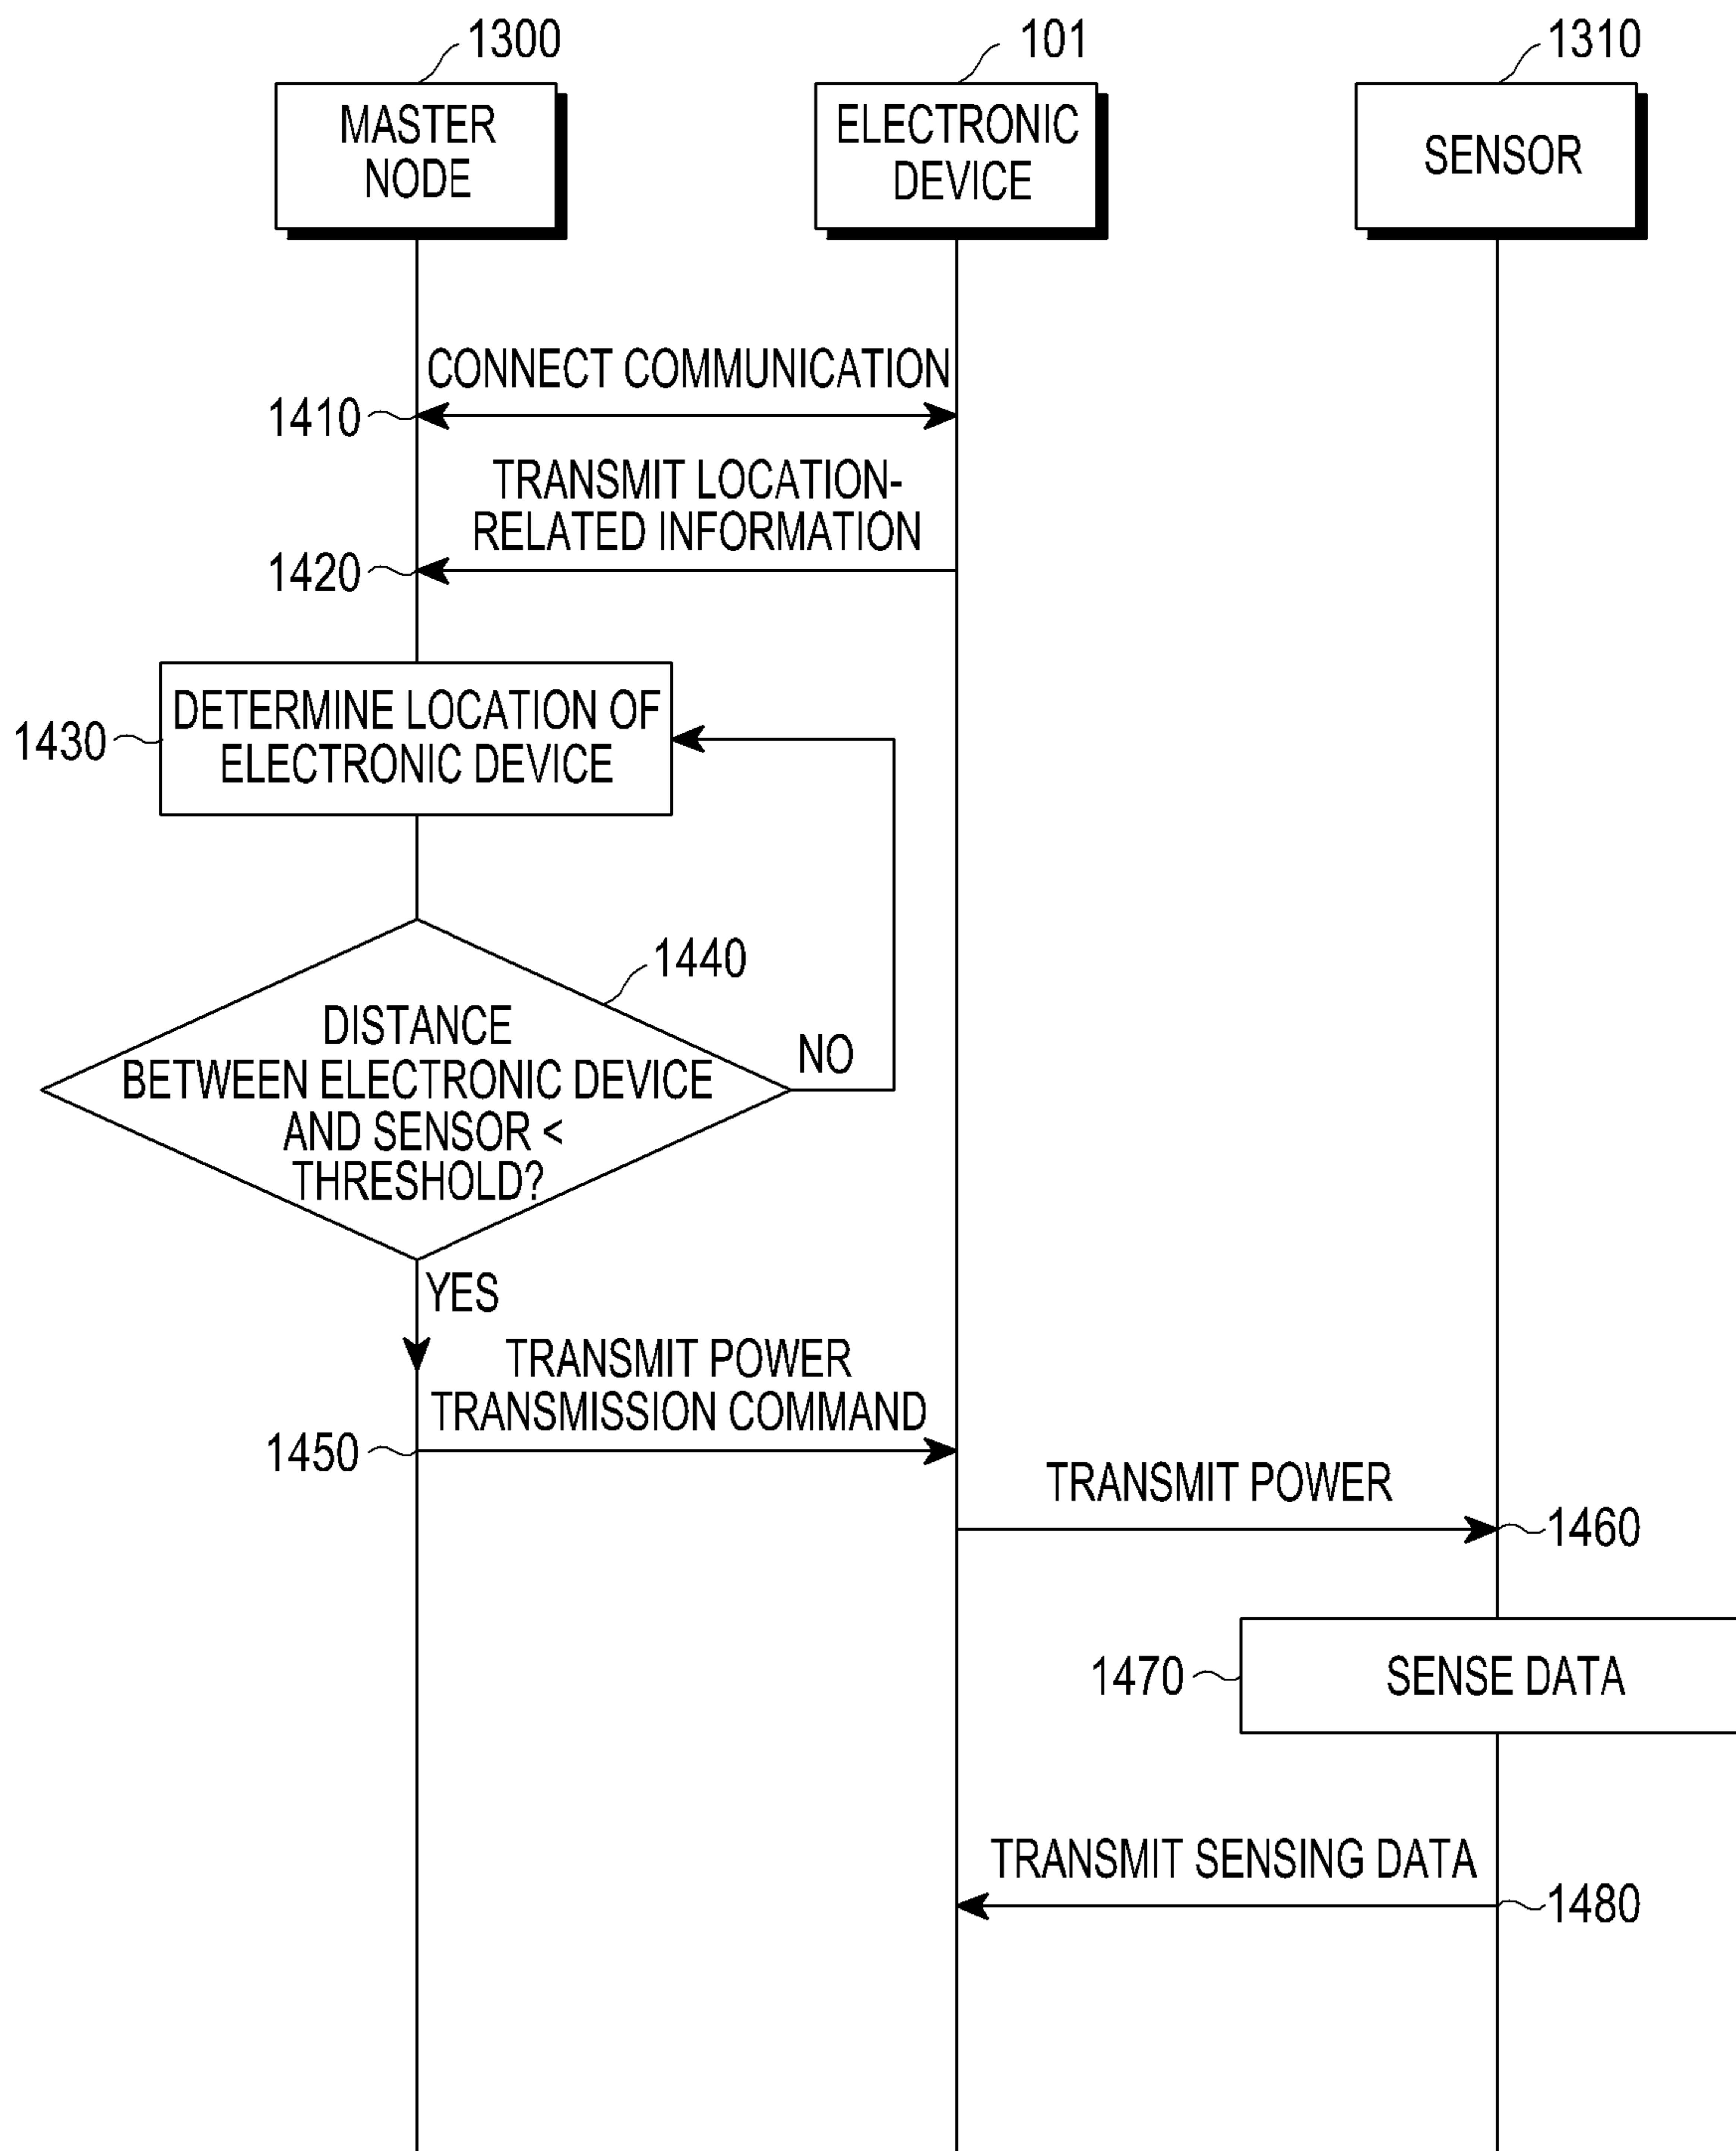 1300
101
1310
MASTER
NODE
ELECTRONIC
DEVICE
SENSOR
CONNECT COMMUNICATION
1410
TRANSMIT LOCATION-
RELATED INFORMATION
1420
DETERMINE LOCATION OF
ELECTRONIC DEVICE
1430
1440
DISTANCE
BETWEEN ELECTRONIC DEVICE
AND SENSOR <
THRESHOLD?
NO
YES
TRANSMIT POWER
TRANSMISSION COMMAND
1450
TRANSMIT POWER
1460
1470
SENSE DATA
TRANSMIT SENSING DATA
1480